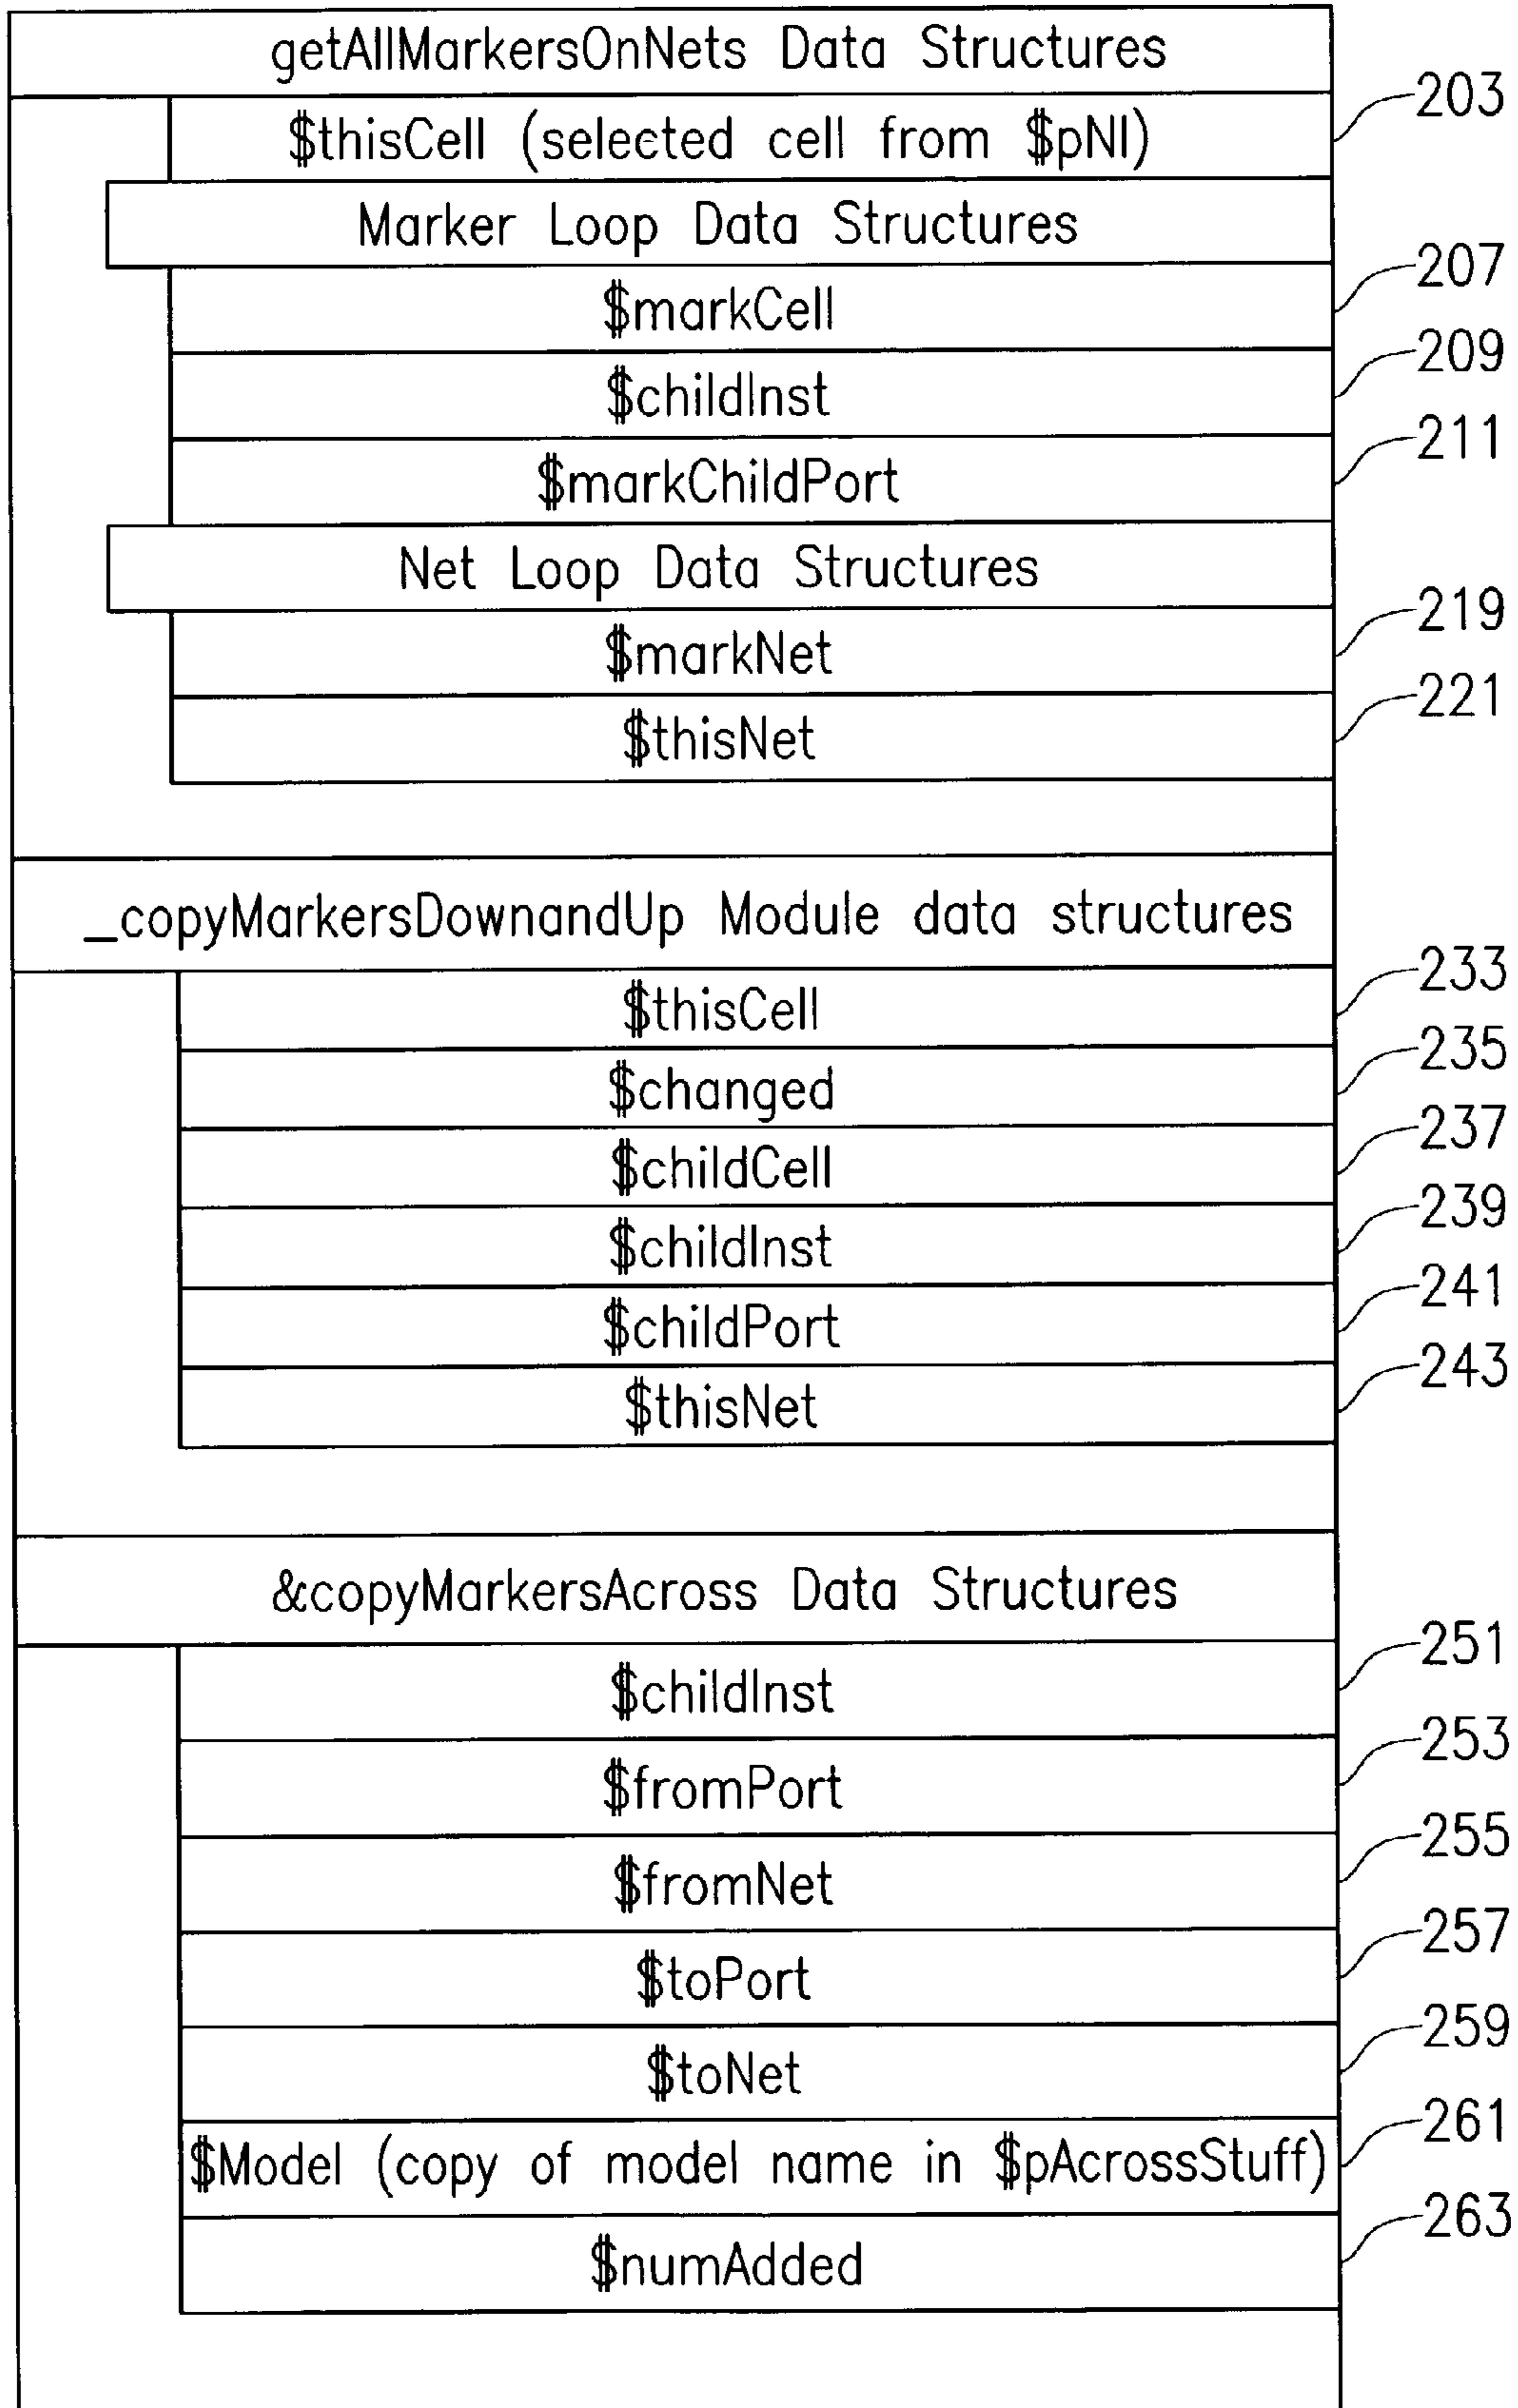 getAllMarkersOnNets Data Structures
$thisCell (selected cell from $pNI)
203
Marker Loop Data Structures
$markCell
207
$childInst
209
$markChildPort
211
Net Loop Data Structures
$markNet
219
$thisNet
221
_copyMarkersDownandUp Module data structures
$thisCell
233
$changed
235
$childCell
237
$childInst
239
$childPort
241
$thisNet
243
&copyMarkersAcross Data Structures
$childInst
251
$fromPort
253
$fromNet
255
$toPort
257
$toNet
259
$Model (copy of model name in $pAcrossStuff)
261
$numAdded
263